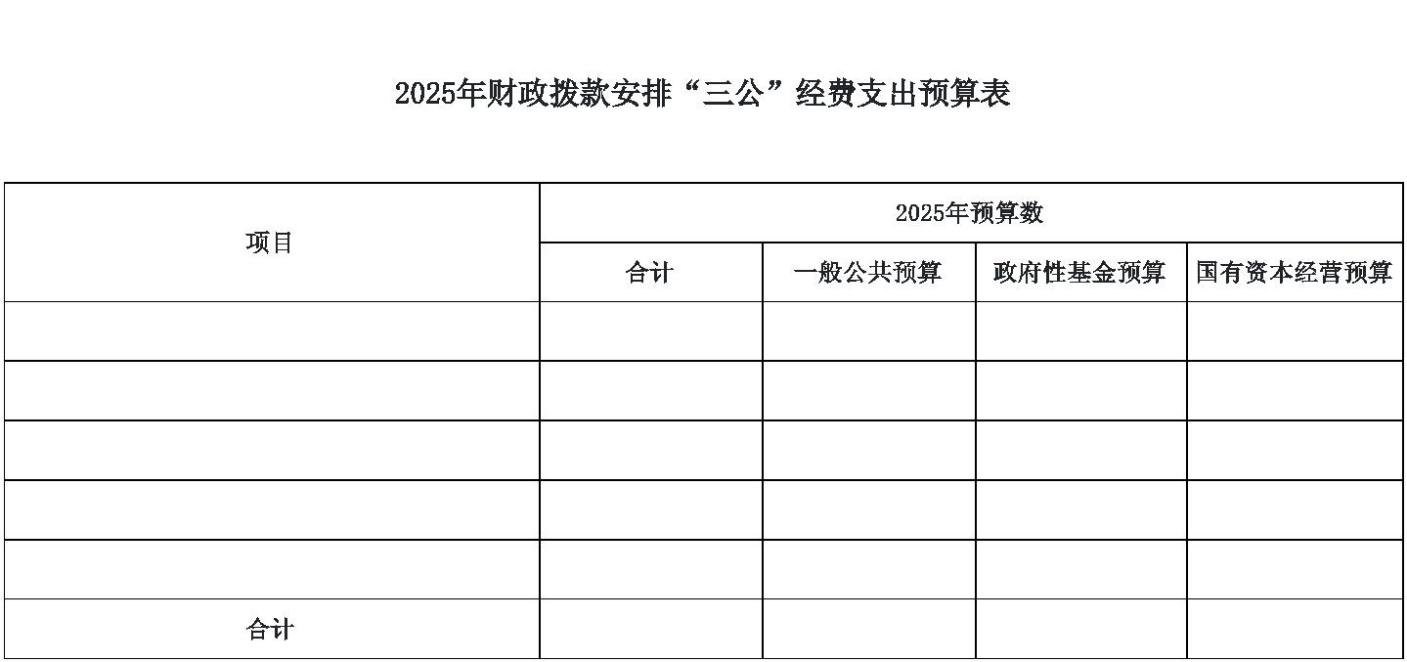 2025年财政拨款安排“三公”经费支出预算表
项目
2025年预算数
合计
一般公共预算
政府性基金预算
国有资本经营预算
合计